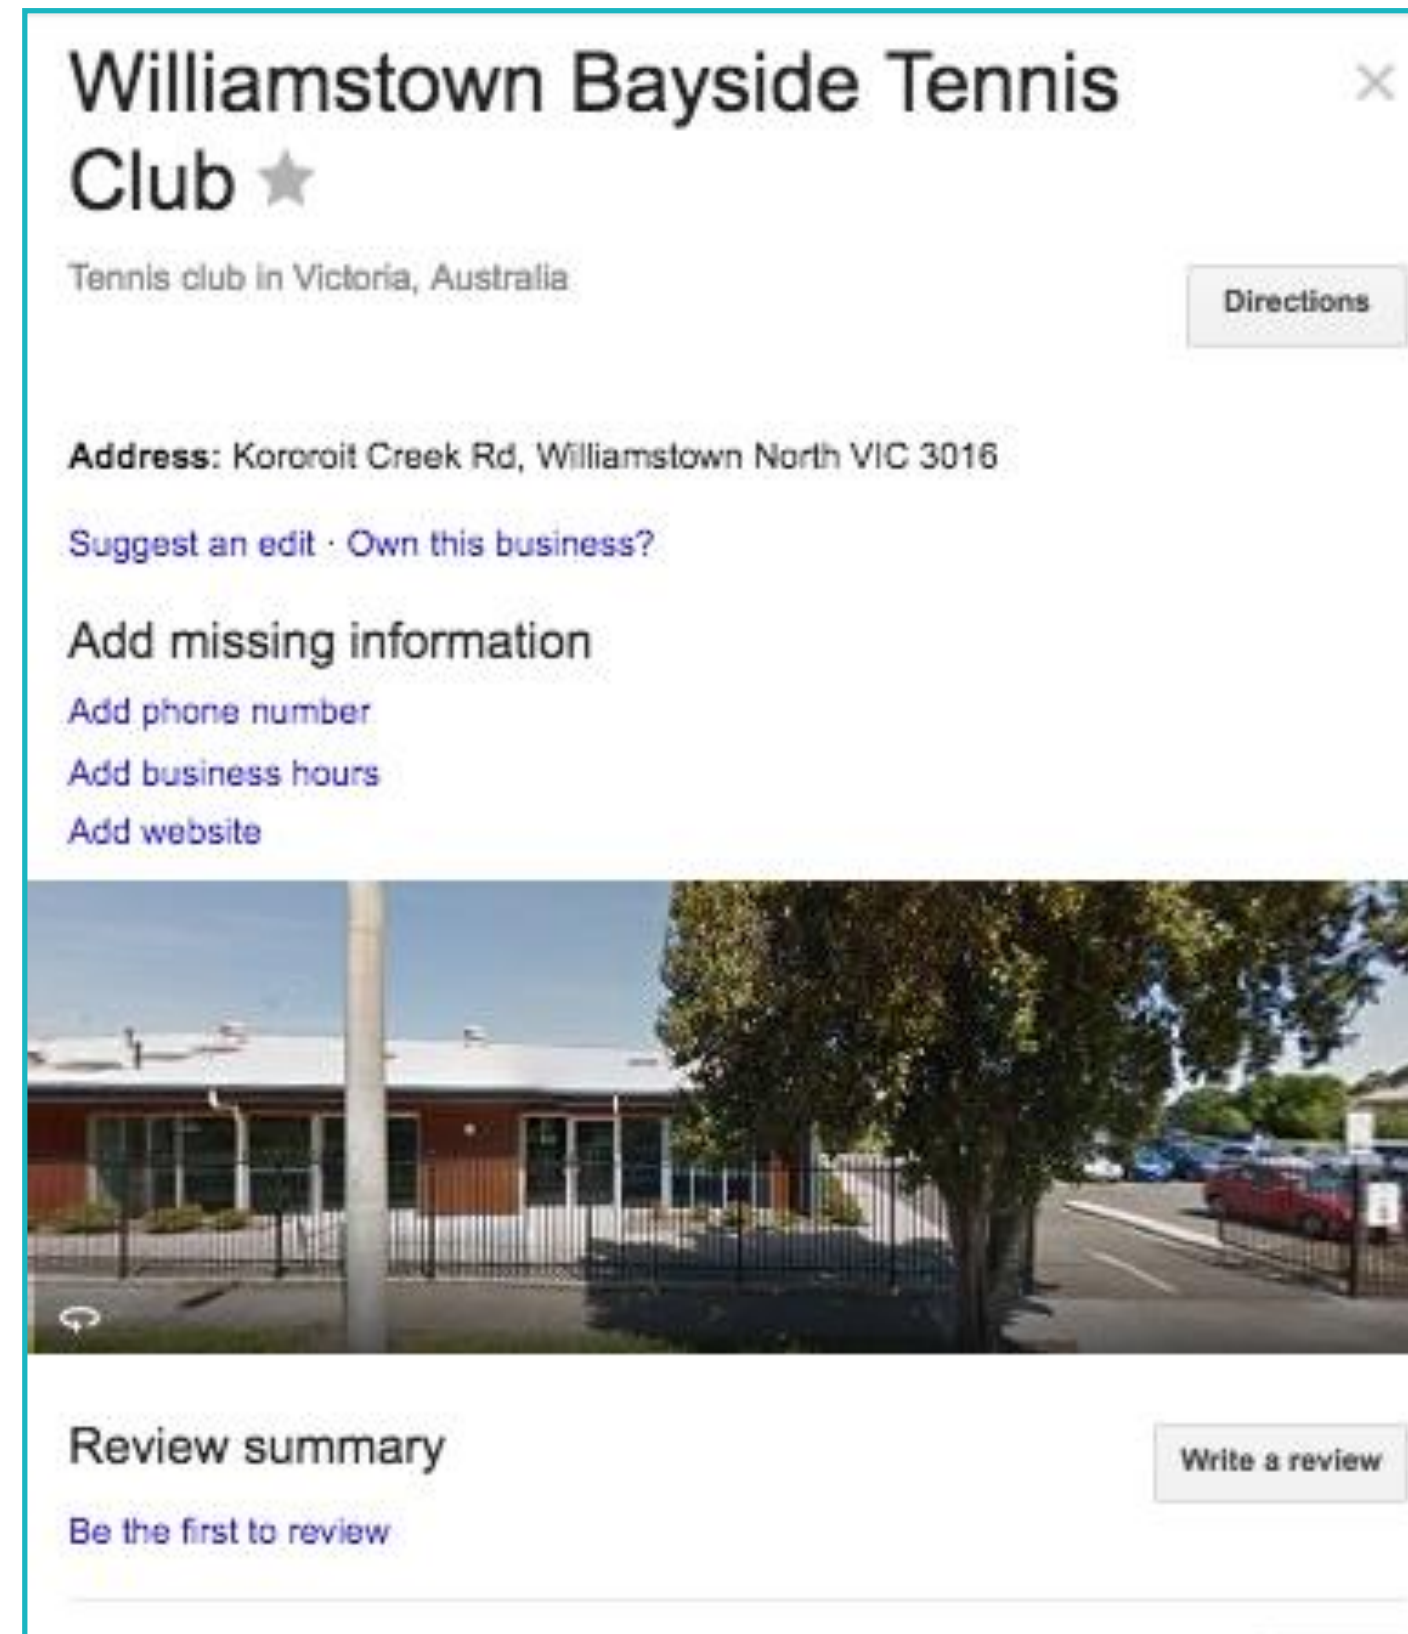 Williamstown Bayside Tennis
Club
Tennis club in Victoria, Australia
Directions
Address: Kororoit Creek Rd, Williamstown North VIC 3016
Suggest an edit · Own this business?
Add missing information
Add phone number
Add business hours
Add website
Review summary
Write a review
Be the first to review